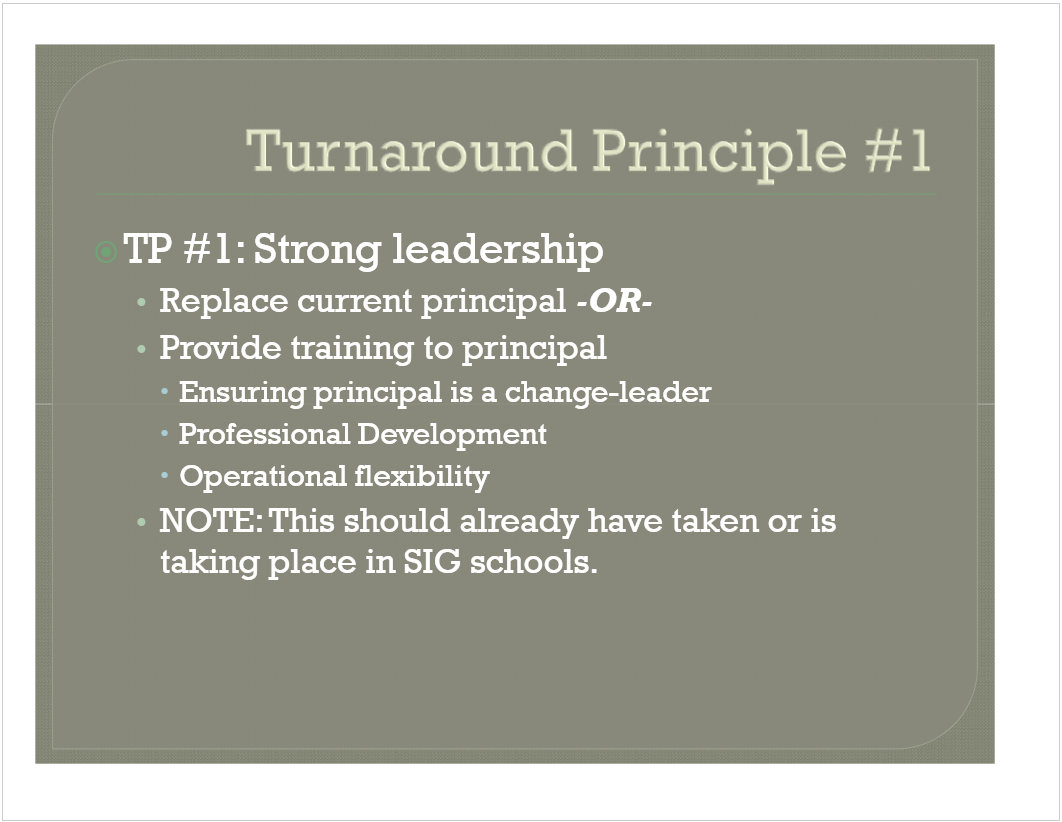 Turnaround Principle #1
TP #1: Strong leadership
Replace current principal -OR-
Provide training to principal
Ensuring principal is a change-leader
Professional Development
Operational flexibility
NOTE: This should already have taken or is
taking place in SIG schools.